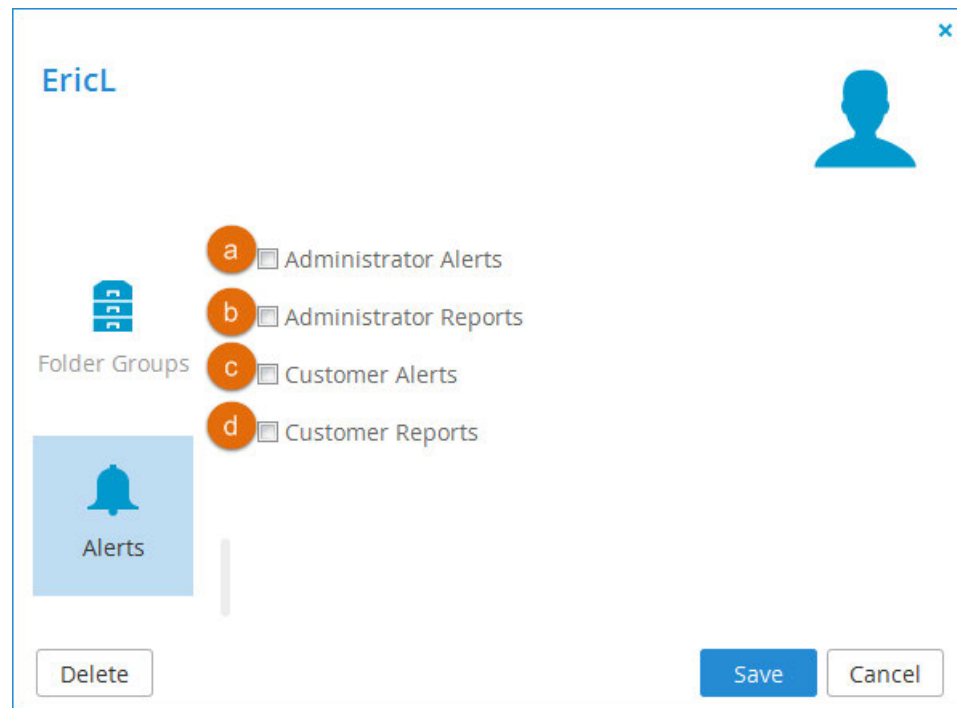 ×
EricL
a Administrator Alerts
b Administrator Reports
Folder Groups
c Customer Alerts
d Customer Reports
Alerts
Delete
Save
Cancel